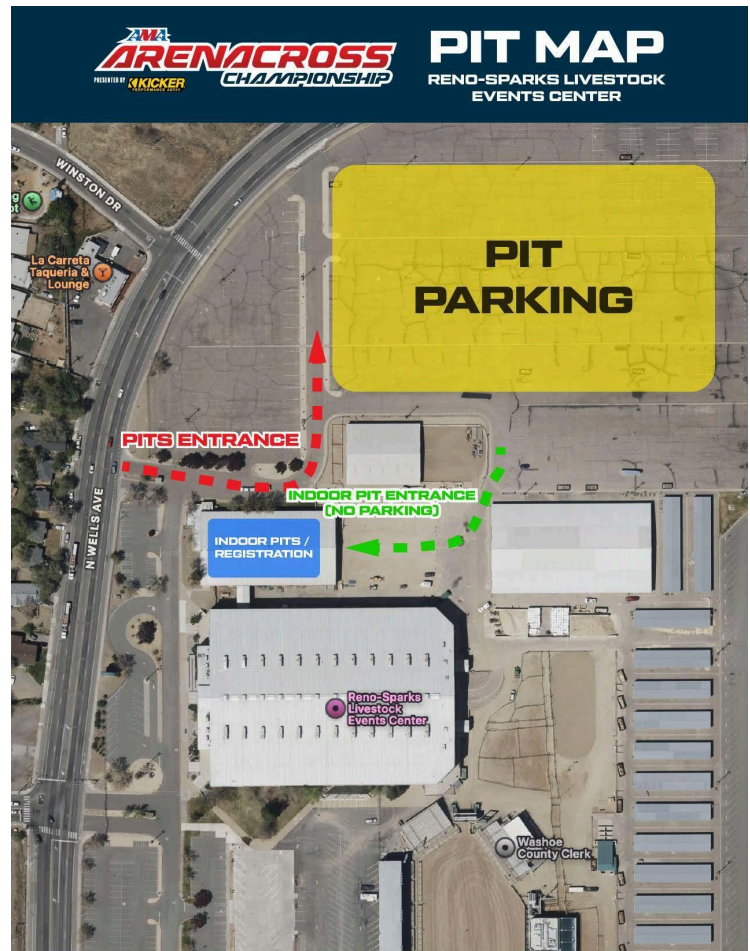 AMA
ARENACROSS
CHAMPIONSHIP
PRESENTED BY KICKER
PERFORMANCE AUDIO
PIT MAP
RENO-SPARKS LIVESTOCK
EVENTS CENTER
WINSTON DR
La Carreta
Taqueria &
Lounge
PIT
PARKING
PITS ENTRANCE
INDOOR PIT ENTRANCE
(NO PARKING)
INDOOR PITS /
REGISTRATION
N WELLS AVE
Reno-Sparks
Livestock
Events Center
Washoe
County Clerk